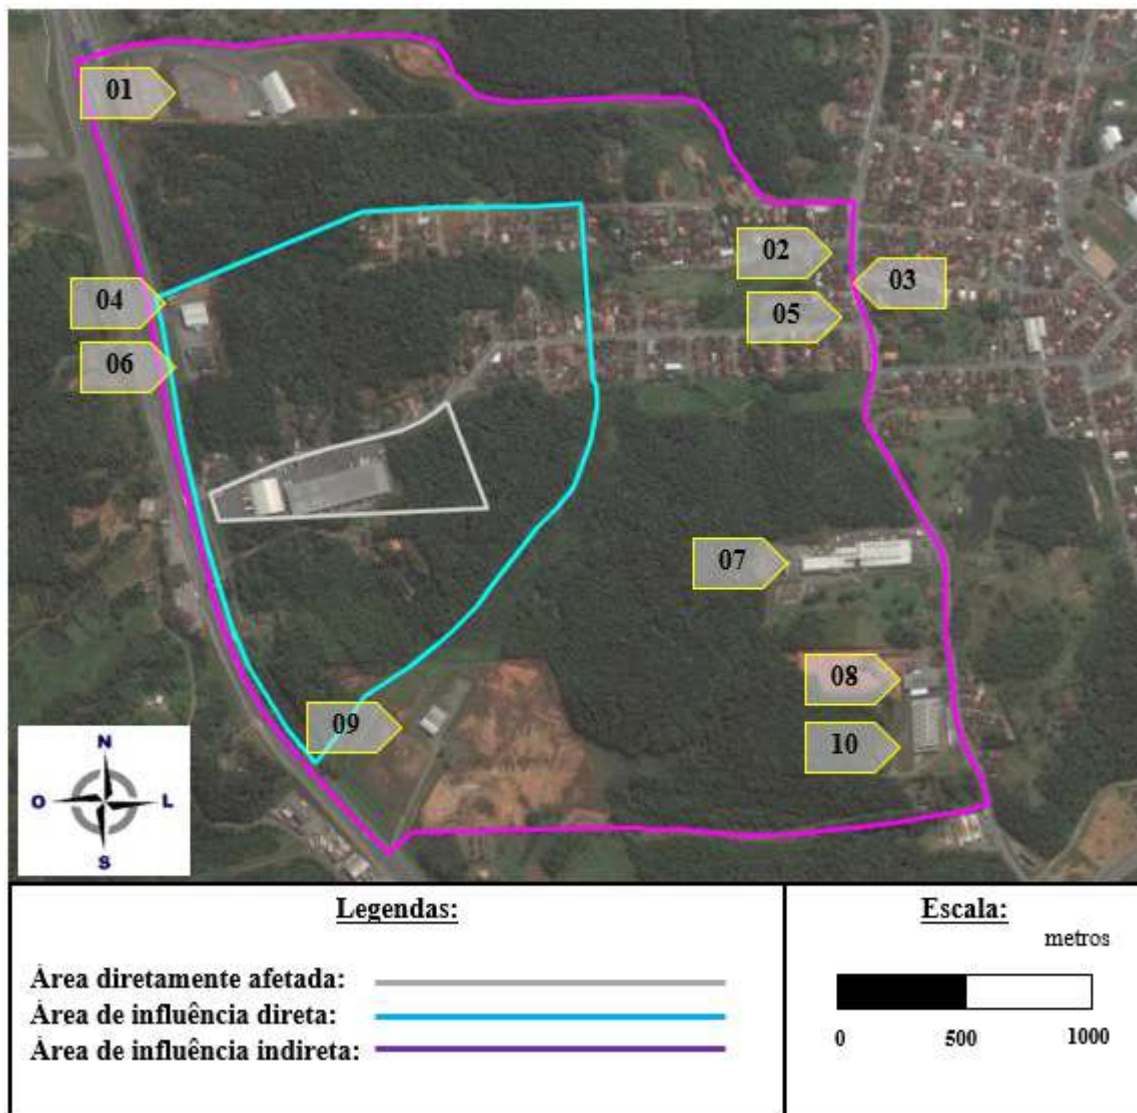 01
02
03
04
05
06
07
08
09
10
N
O
L
S
Legendas:
Área diretamente afetada:
Área de influência direta:
Área de influência indireta:
Escala:
metros
0 500 1000